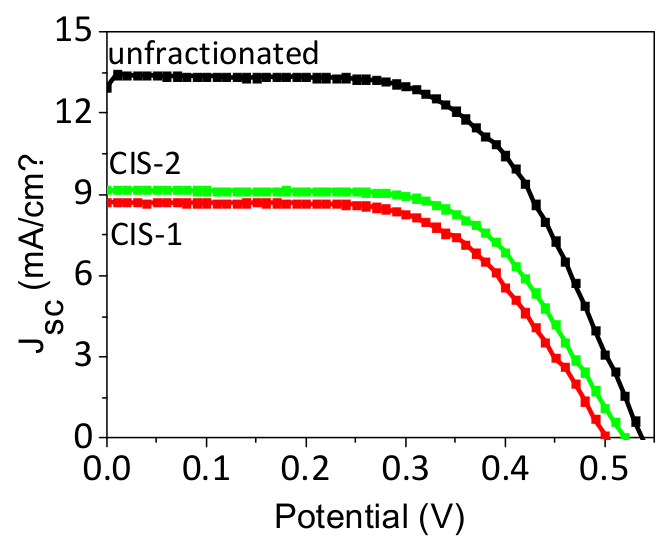 15
unfractionated
12
CIS-2
9
CIS-1
6
3
0
J_SC (mA/cm?
0.0 0.1 0.2 0.3 0.4 0.5
Potential (V)